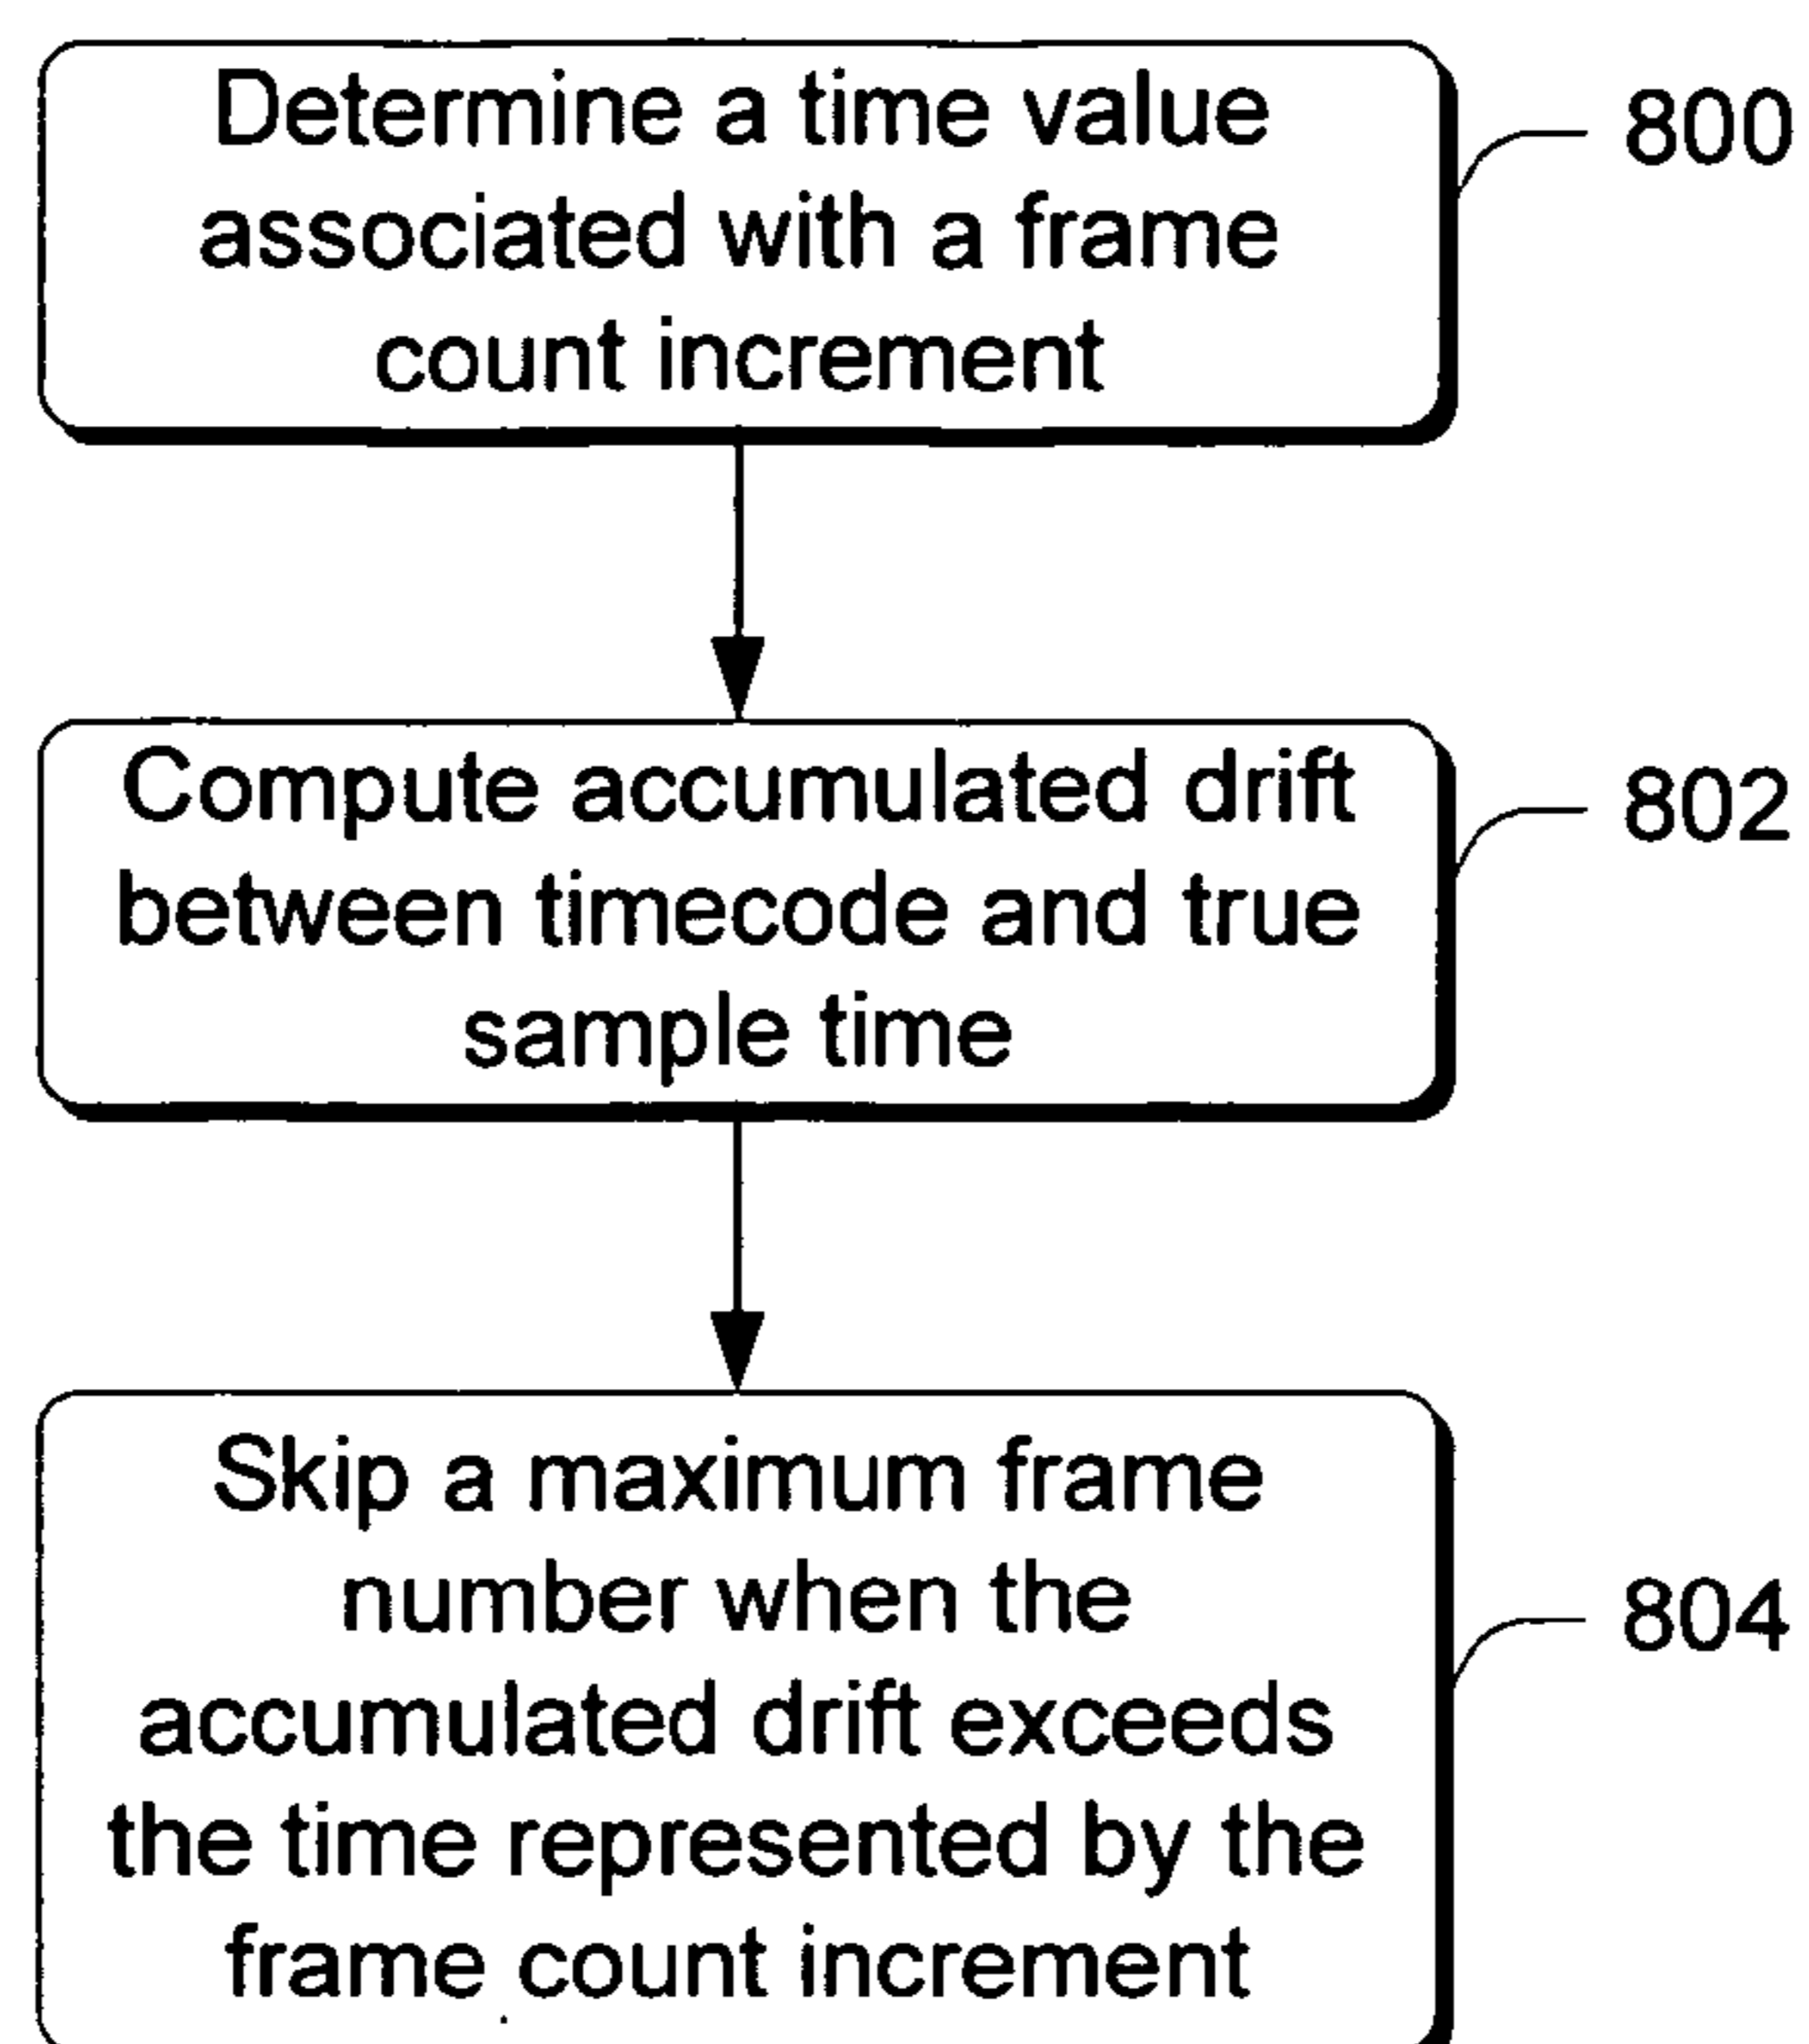 Determine a time value
associated with a frame
count increment
800
Compute accumulated drift
between timecode and true
sample time
802
Skip a maximum frame
number when the
accumulated drift exceeds
the time represented by the
frame count increment
804